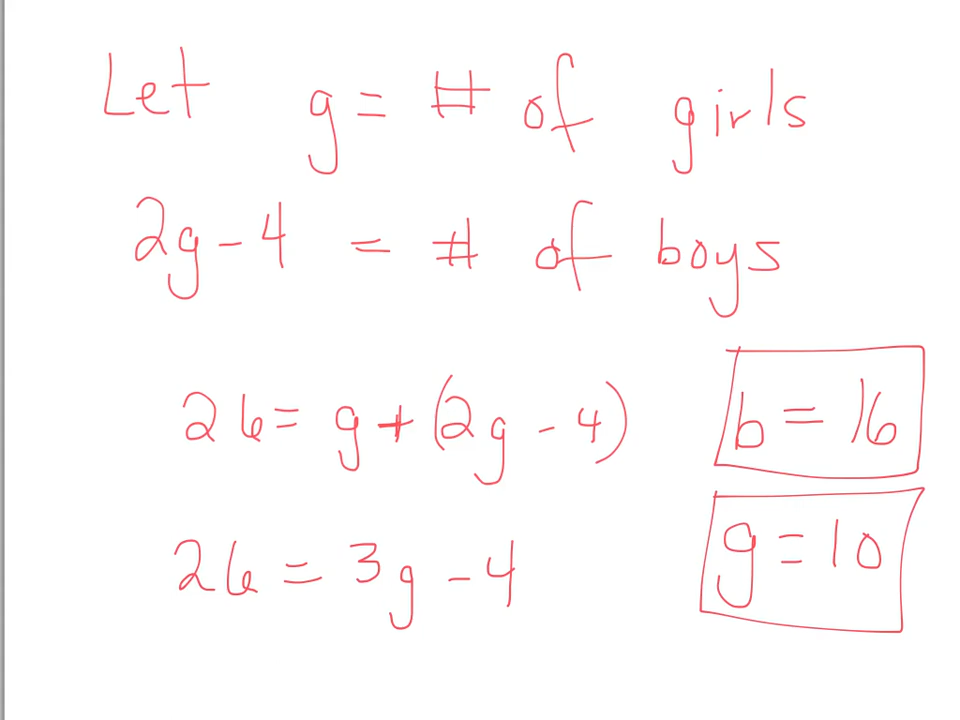 Let g = # of girls
2g - 4 = # of boys
26 = g + (2g - 4)
b = 16
g = 10
26 = 3g - 4